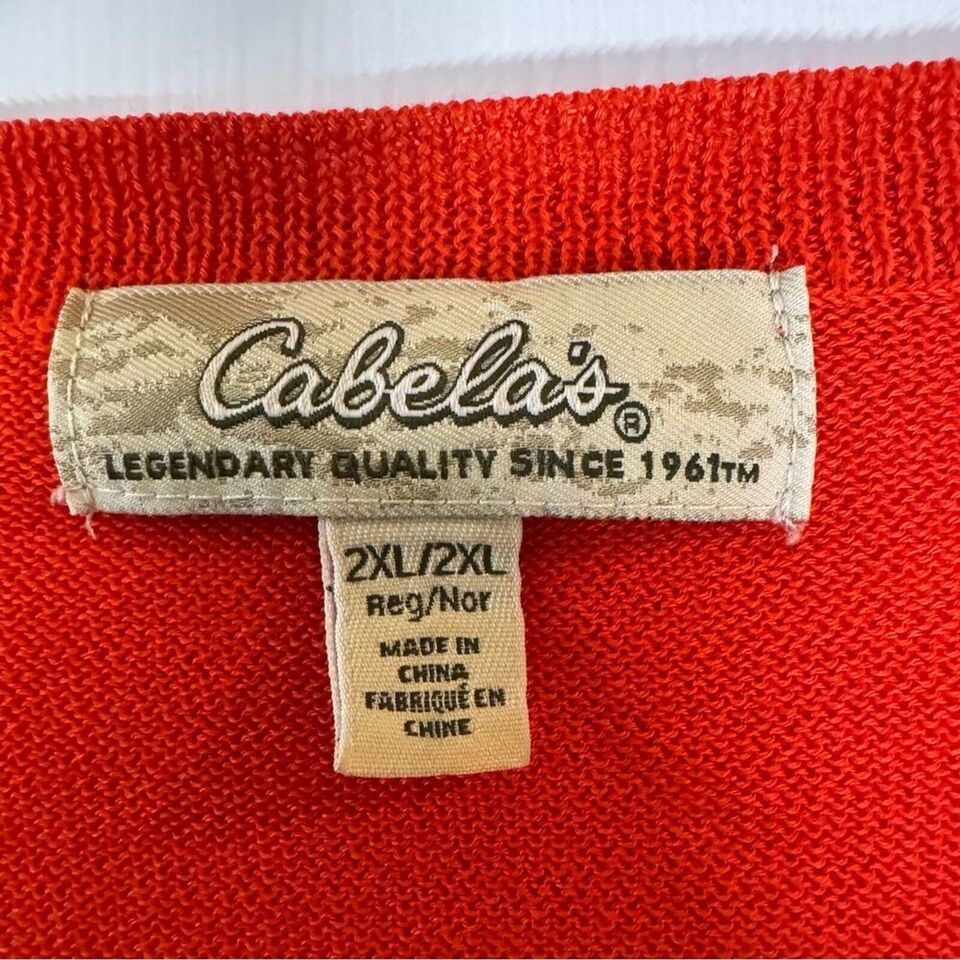 Cabela's®
LEGENDARY QUALITY SINCE 1961™
2XL/2XL
Reg/Nor
MADE IN
CHINA
FABRIQUÉ EN
CHINE